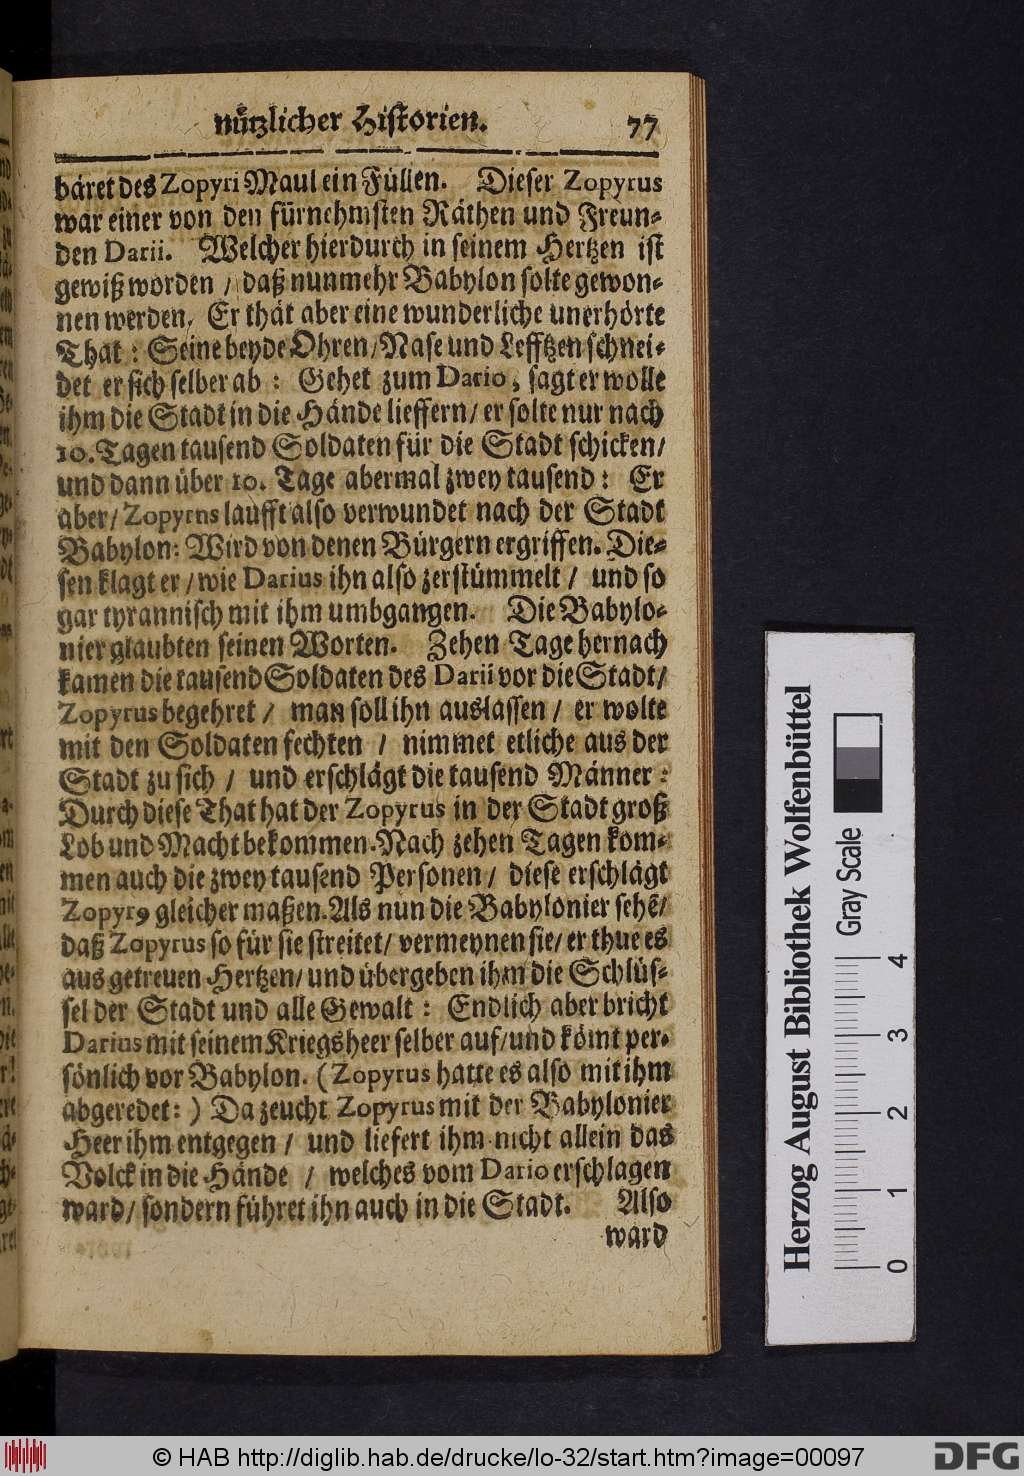 nützlicher Historien. 77
bäret des Zopyri Maul ein Füllen. Dieser Zopyrus
war einer von den fürnehmsten Räthen und Freun-
den Darii. Welcher hierdurch in seinem Hertzen ist
gewiß worden / daß nunmehr Babylon solte gewon-
nen werden. Er thät aber eine wunderliche unerhörte
That: Seine beyde Ohren/Nase und Lefftzen schnei-
det er sich selber ab: Gehet zum Dario, sagt er wolle
ihm die Stadt in die Hände lieffern/ er solte nur nach
10. Tagen tausend Soldaten für die Stadt schicken/
und dann über 10. Tage abermal zwey tausend: Er
aber/ Zopyrus laufft also verwundet nach der Stadt
Babylon: Wird von denen Bürgern ergriffen. Die-
sen klagt er/ wie Darius ihn also zerstümmelt / und so
gar tyrannisch mit ihm umbgangen. Die Babylo-
nier glaubten seinen Worten. Zehen Tage hernach
kamen die tausend Soldaten des Darii vor die Stadt/
Zopyrus begehret / man soll ihn auslassen / er wolte
mit den Soldaten fechten / nimmet etliche aus der
Stadt zu sich / und erschlägt die tausend Männer:
Durch diese That hat der Zopyrus in der Stadt groß
Lob und Macht bekommen. Nach zehen Tagen kom-
men auch die zwey tausend Personen/ diese erschlägt
Zopyr9 gleicher maßen. Als nun die Babylonier sehẽ/
daß Zopyrus so für sie streitet/ vermeynen sie/ er thue es
aus getreuen Hertzen/ und übergeben ihm die Schlüs-
sel der Stadt und alle Gewalt: Endlich aber bricht
Darius mit seinem Kriegsheer selber auf/und kömt per-
sönlich vor Babylon. (Zopyrus hatte es also mit ihm
abgeredet:) Da zeucht Zopyrus mit der Babylonier
Heer ihm entgegen / und liefert ihm nicht allein das
Volck in die Hände / welches vom Dario erschlagen
ward/ sondern führet ihn auch in die Stadt. Also
ward
Herzog August Bibliothek Wolfenbüttel
Gray Scale
0 1 2 3 4
© HAB http://diglib.hab.de/drucke/lo-32/start.htm?image=00097
DFG